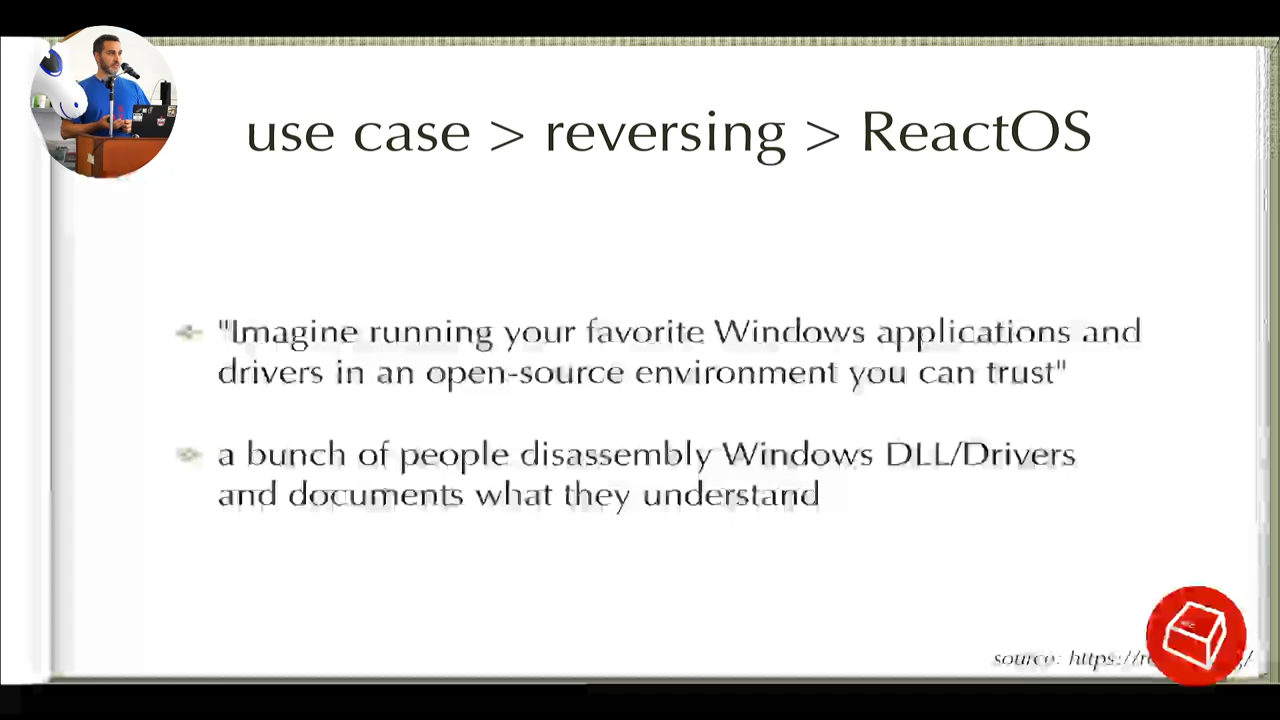 use case > reversing > ReactOS
"Imagine running your favorite Windows applications and
drivers in an open-source environment you can trust"
a bunch of people disassembly Windows DLL/Drivers
and documents what they understand
source: https://